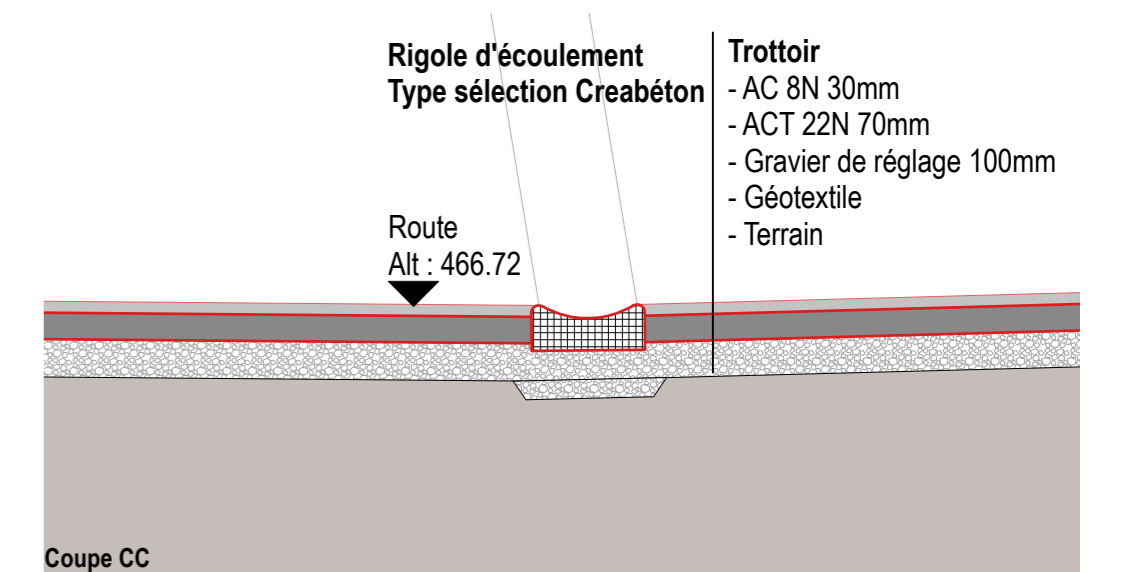 Rigole d'écoulement
Type sélection Creabéton
Trottoir
- AC 8N 30mm
- ACT 22N 70mm
- Gravier de réglage 100mm
- Géotextile
- Terrain
Route
Alt : 466.72
Coupe CC